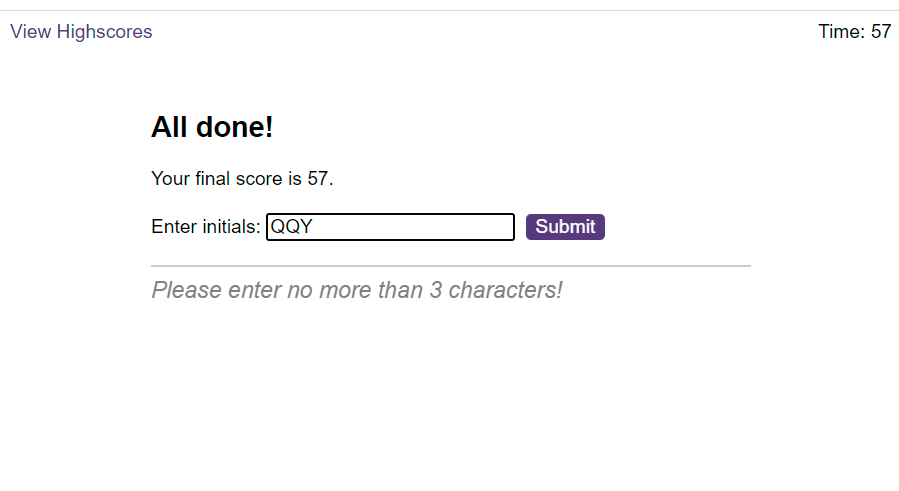 View Highscores
Time: 57
All done!
Your final score is 57.
Enter initials: QQY Submit
Please enter no more than 3 characters!